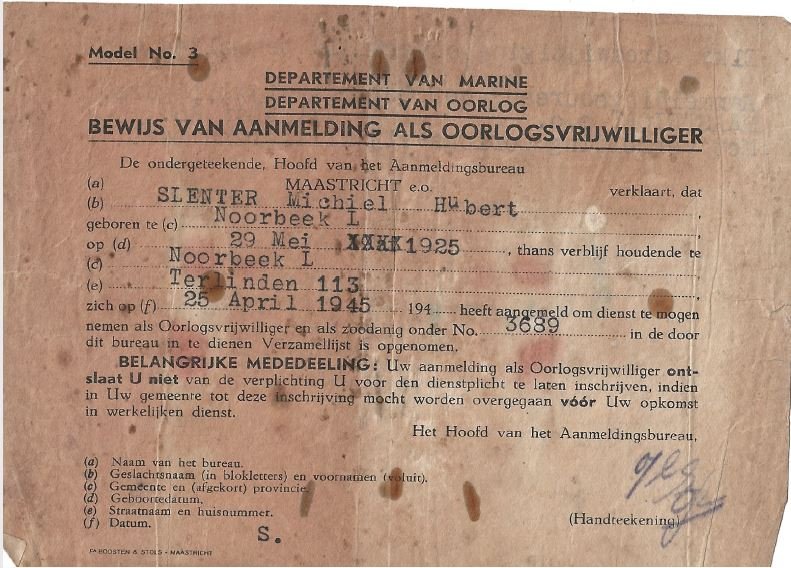 Model No. 3
DEPARTEMENT VAN MARINE
DEPARTEMENT VAN OORLOG
BEWIJS VAN AANMELDING ALS OORLOGSVRIJWILLIGER
De ondergeteekende, Hoofd van het Aanmeldingsbureau
(a) MAASTRICHT e.o. verklaart, dat
(b) SLENTER Michiel Hubert,
geboren te (c) Noorbeek L,
op (d) 29 Mei XXXX1925, thans verblijf houdende te
(c) Noorbeek L
(e) Terlinden 113
zich op (f) 25 April 1945 194 heeft aangemeld om dienst te mogen
nemen als Oorlogsvrijwilliger en als zoodanig onder No. 3689 in de door
dit bureau in te dienen Verzamellijst is opgenomen.
BELANGRIJKE MEDEDEELING: Uw aanmelding als Oorlogsvrijwilliger ont-
slaat U niet van de verplichting U voor den dienstplicht te laten inschrijven, indien
in Uw gemeente tot deze inschrijving mocht worden overgegaan vóór Uw opkomst
in werkelijken dienst.
Het Hoofd van het Aanmeldingsbureau,
(a) Naam van het bureau.
(b) Geslachtsnaam (in blokletters) en voornamen (voluit).
(c) Gemeente en (afgekort) provincie.
(d) Geboortedatum.
(e) Straatnaam en huisnummer.
(f) Datum.
(Handteekening)
S.
Fa BOOSTEN & STOLS - MAASTRICHT